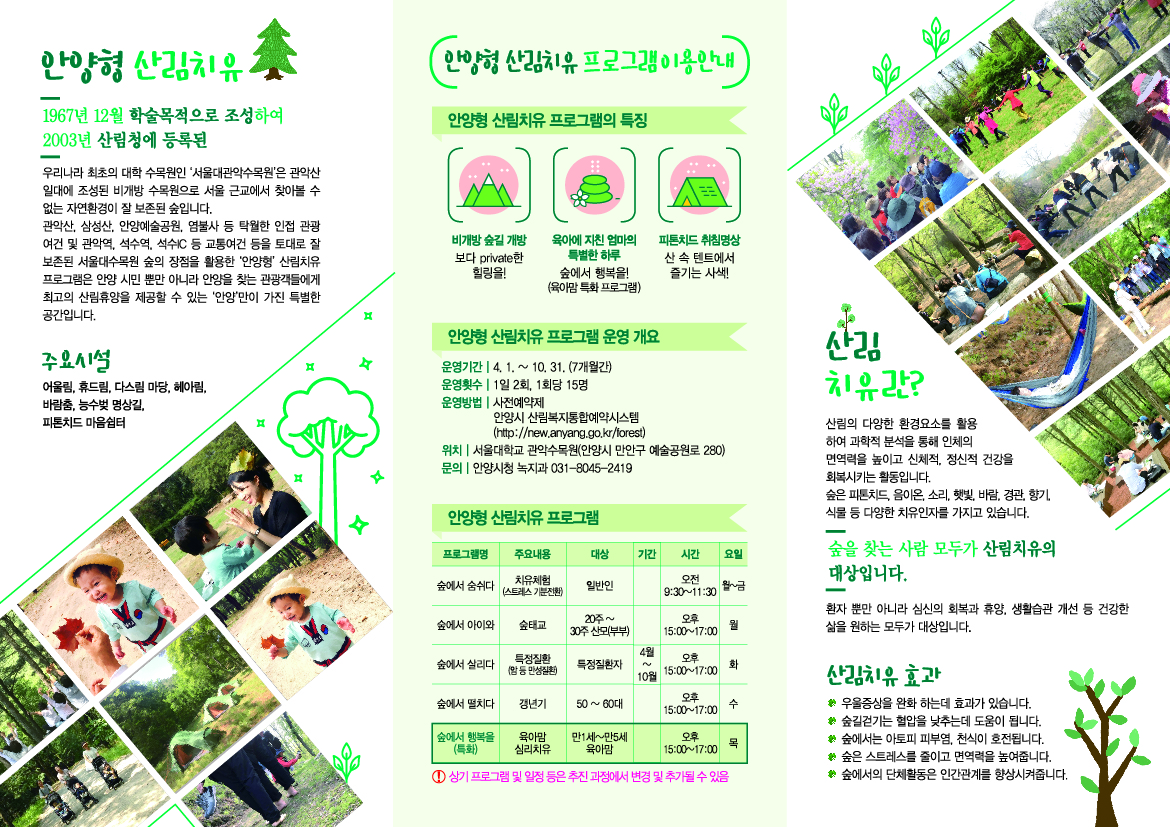 안양형 산림치유
1967년 12월 학술목적으로 조성하여
2003년 산림청에 등록된
우리나라 최초의 대학 수목원인 '서울대관악수목원'은 관악산
일대에 조성된 비개방 수목원으로 서울 근교에서 찾아볼 수
없는 자연환경이 잘 보존된 숲입니다.
관악산, 삼성산, 안양예술공원, 염불사 등 탁월한 인접 관광
여건 및 관악역, 석수역, 석수IC 등 교통여건 등을 토대로 잘
보존된 서울대수목원 숲의 장점을 활용한 '안양형' 산림치유
프로그램은 안양 시민 뿐만 아니라 안양을 찾는 관광객들에게
최고의 산림휴양을 제공할 수 있는 '안양'만이 가진 특별한
공간입니다.
주요시설
어울림, 휴드림, 다스림 마당, 헤아림,
바람춤, 능수벚 명상길,
피톤치드 마음쉼터
안양형 산림치유 프로그램이용안내
안양형 산림치유 프로그램의 특징
비개방 숲길 개방
보다 private한
힐링을!
육아에 지친 엄마의
특별한 하루
숲에서 행복을!
(육아맘 특화 프로그램)
피톤치드 취침명상
산 속 텐트에서
즐기는 사색!
안양형 산림치유 프로그램 운영 개요
운영기간 | 4. 1. ~ 10. 31. (7개월간)
운영횟수 | 1일 2회, 1회당 15명
운영방법 | 사전예약제
안양시 산림복지통합예약시스템
(http://new.anyang.go.kr/forest)
위치 | 서울대학교 관악수목원(안양시 만안구 예술공원로 280)
문의 | 안양시청 녹지과 031-8045-2419
안양형 산림치유 프로그램
프로그램명 주요내용 대상 기간 시간 요일
숲에서 숨쉬다 치유체험 (스트레스 기분전환) 일반인 오전 9:30~11:30 월~금
숲에서 아이와 숲태교 20주 ~ 30주 산모(부부) 오후 15:00~17:00 월
숲에서 살리다 특정질환 (암 등 만성질환) 특정질환자 4월 ~ 10월 오후 15:00~17:00 화
숲에서 떨치다 갱년기 50 ~ 60대 오후 15:00~17:00 수
숲에서 행복을 (특화) 육아맘 심리치유 만1세~만5세 육아맘 오후 15:00~17:00 목
! 상기 프로그램 및 일정 등은 추진 과정에서 변경 및 추가될 수 있음
산림
치유란?
산림의 다양한 환경요소를 활용
하여 과학적 분석을 통해 인체의
면역력을 높이고 신체적, 정신적 건강을
회복시키는 활동입니다.
숲은 피톤치드, 음이온, 소리, 햇빛, 바람, 경관, 향기,
식물 등 다양한 치유인자를 가지고 있습니다.
숲을 찾는 사람 모두가 산림치유의
대상입니다.
환자 뿐만 아니라 심신의 회복과 휴양, 생활습관 개선 등 건강한
삶을 원하는 모두가 대상입니다.
산림치유 효과
우울증상을 완화 하는데 효과가 있습니다.
숲길걷기는 혈압을 낮추는데 도움이 됩니다.
숲에서는 아토피 피부염, 천식이 호전됩니다.
숲은 스트레스를 줄이고 면역력을 높여줍니다.
숲에서의 단체활동은 인간관계를 향상시켜줍니다.